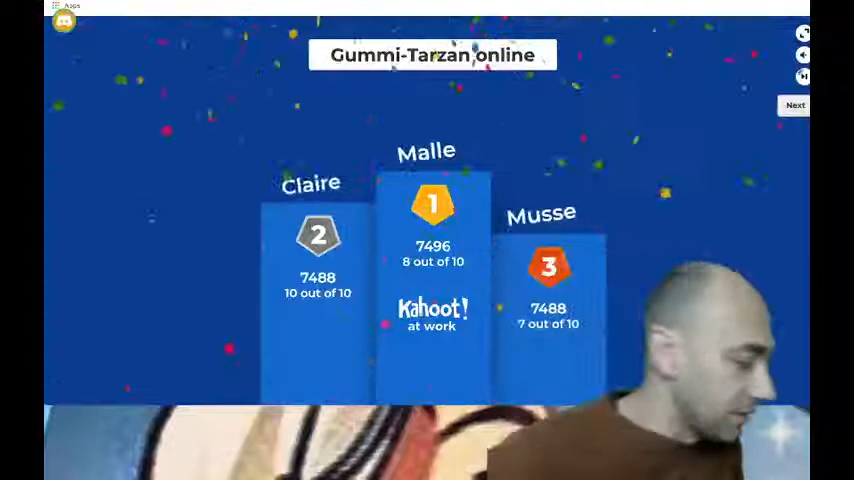 Apps
Gummi-Tarzan online
Next
Malle
Claire
Musse
1
2
3
7496
8 out of 10
7488
10 out of 10
7488
7 out of 10
Kahoot!
at work